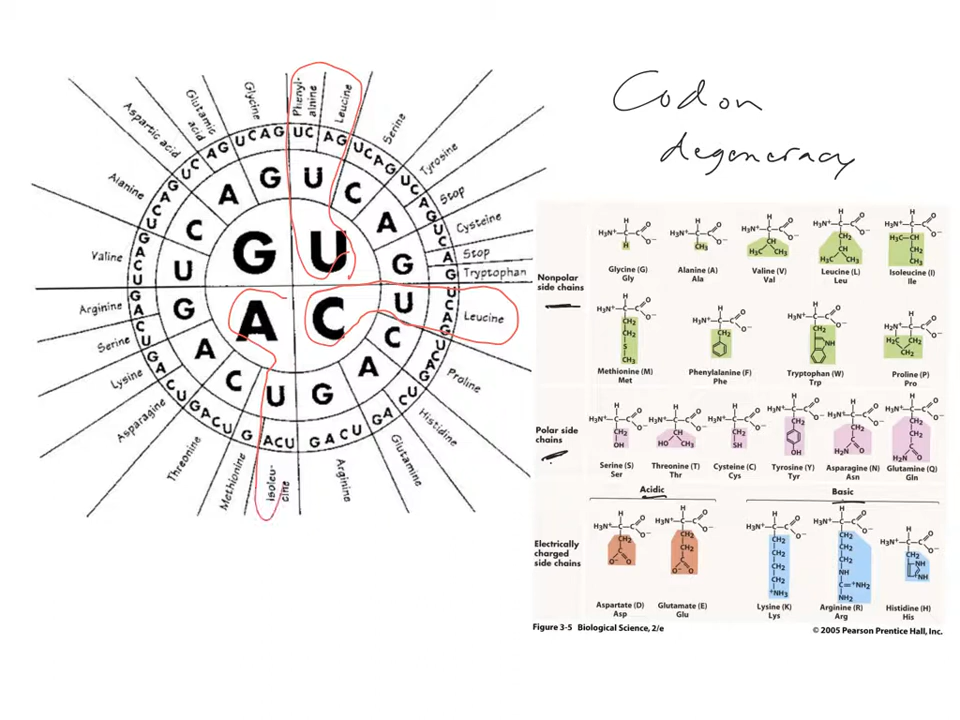 Codon
degeneracy
Glycine
Phenyl-
alanine
Leucine
Serine
Tyrosine
Stop
Cysteine
Stop
Tryptophan
Leucine
Proline
Histidine
Glutamine
Arginine
Isoleu-
cine
Methionine
Threonine
Asparagine
Lysine
Serine
Arginine
Valine
Alanine
Aspartic acid
Glutamic
acid
G U
A C
G U C A G U C A G U C A G U C A
Nonpolar
side chains
Glycine (G) Alanine (A) Valine (V) Leucine (L) Isoleucine (I)
Gly Ala Val Leu Ile
Methionine (M) Phenylalanine (F) Tryptophan (W) Proline (P)
Met Phe Trp Pro
Polar side
chains
Serine (S) Threonine (T) Cysteine (C) Tyrosine (Y) Asparagine (N) Glutamine (Q)
Ser Thr Cys Tyr Asn Gln
Acidic Basic
Electrically
charged side
side chains
Aspartate (D) Glutamate (E) Lysine (K) Arginine (R) Histidine (H)
Asp Glu Lys Arg His
Figure 3-5 Biological Science, 2/e © 2005 Pearson Prentice Hall, Inc.